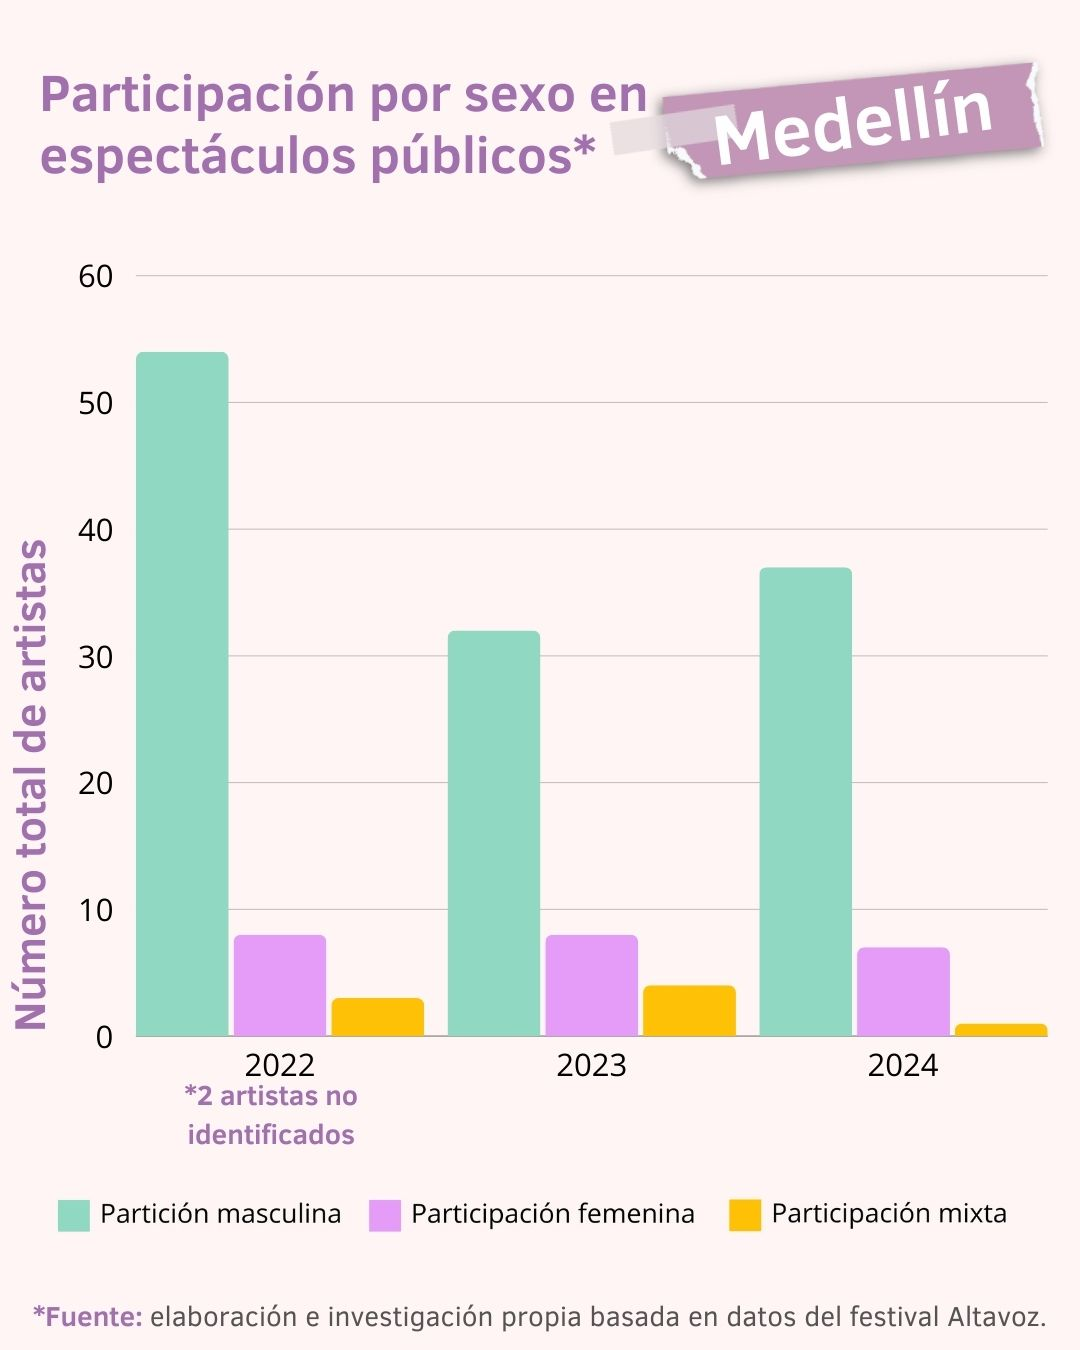 Participación por sexo en
espectáculos públicos*
Medellín
60
50
40
30
20
10
0
Número total de artistas
2022
2023
2024
*2 artistas no
identificados
Partición masculina
Participación femenina
Participación mixta
*Fuente: elaboración e investigación propia basada en datos del festival Altavoz.